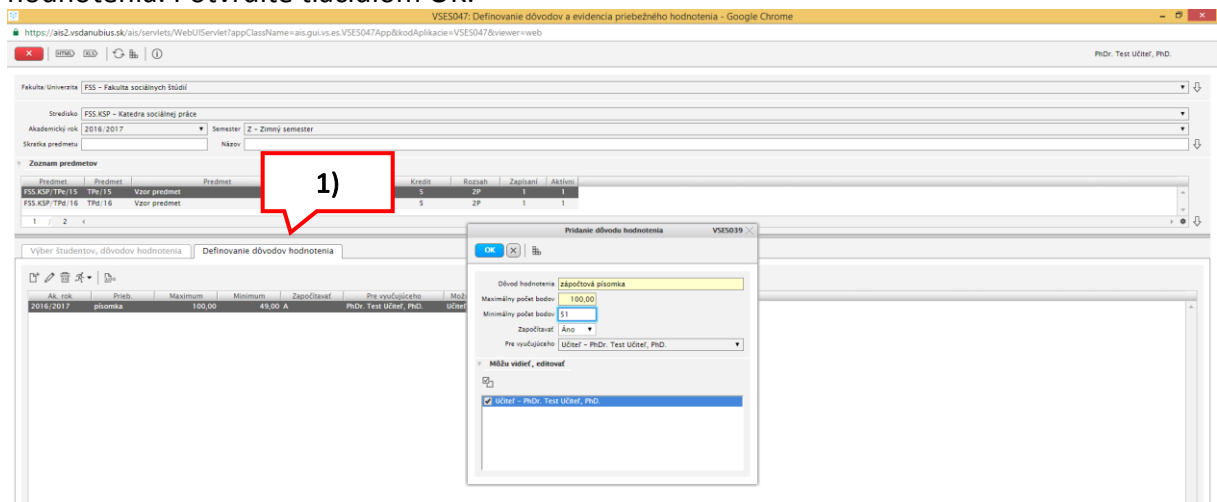 hodnotenia. Potvrďte tlačidlom OK.
VSES047: Definovanie dôvodov a evidencia priebežného hodnotenia - Google Chrome
https://ais2.vsdanubius.sk/ais/servlets/WebUIServlet?appClassName=ais.gui.vs.es.VSES047App&kodAplikacie=VSES047&viewer=web
HTML XLS PhDr. Test Učiteľ, PhD.
Fakulta/Univerzita FSS – Fakulta sociálnych štúdií
Stredisko FSS.KSP – Katedra sociálnej práce
Akademický rok 2016/2017 Semester Z – Zimný semester
Skratka predmetu Názov
Zoznam predmetov
Predmet Predmet Predmet Kredit Rozsah Zapísaní Aktívni
FSS.KSP/TPe/15 TPe/15 Vzor predmet 5 2P 1 1
FSS.KSP/TPd/16 TPd/16 Vzor predmet 5 2P 1 1
1 / 2
1)
Výber študentov, dôvodov hodnotenia Definovanie dôvodov hodnotenia
Ak. rok Prieb. Maximum Minimum Započítavať Pre vyučujúceho Mož
2016/2017 písomka 100,00 49,00 A PhDr. Test Učiteľ, PhD. Učiteľ
Pridanie dôvodu hodnotenia VSES039
OK
Dôvod hodnotenia zápočtová písomka
Maximálny počet bodov 100,00
Minimálny počet bodov 51
Započítavať Áno
Pre vyučujúceho Učiteľ – PhDr. Test Učiteľ, PhD.
Môžu vidieť, editovať
Učiteľ – PhDr. Test Učiteľ, PhD.